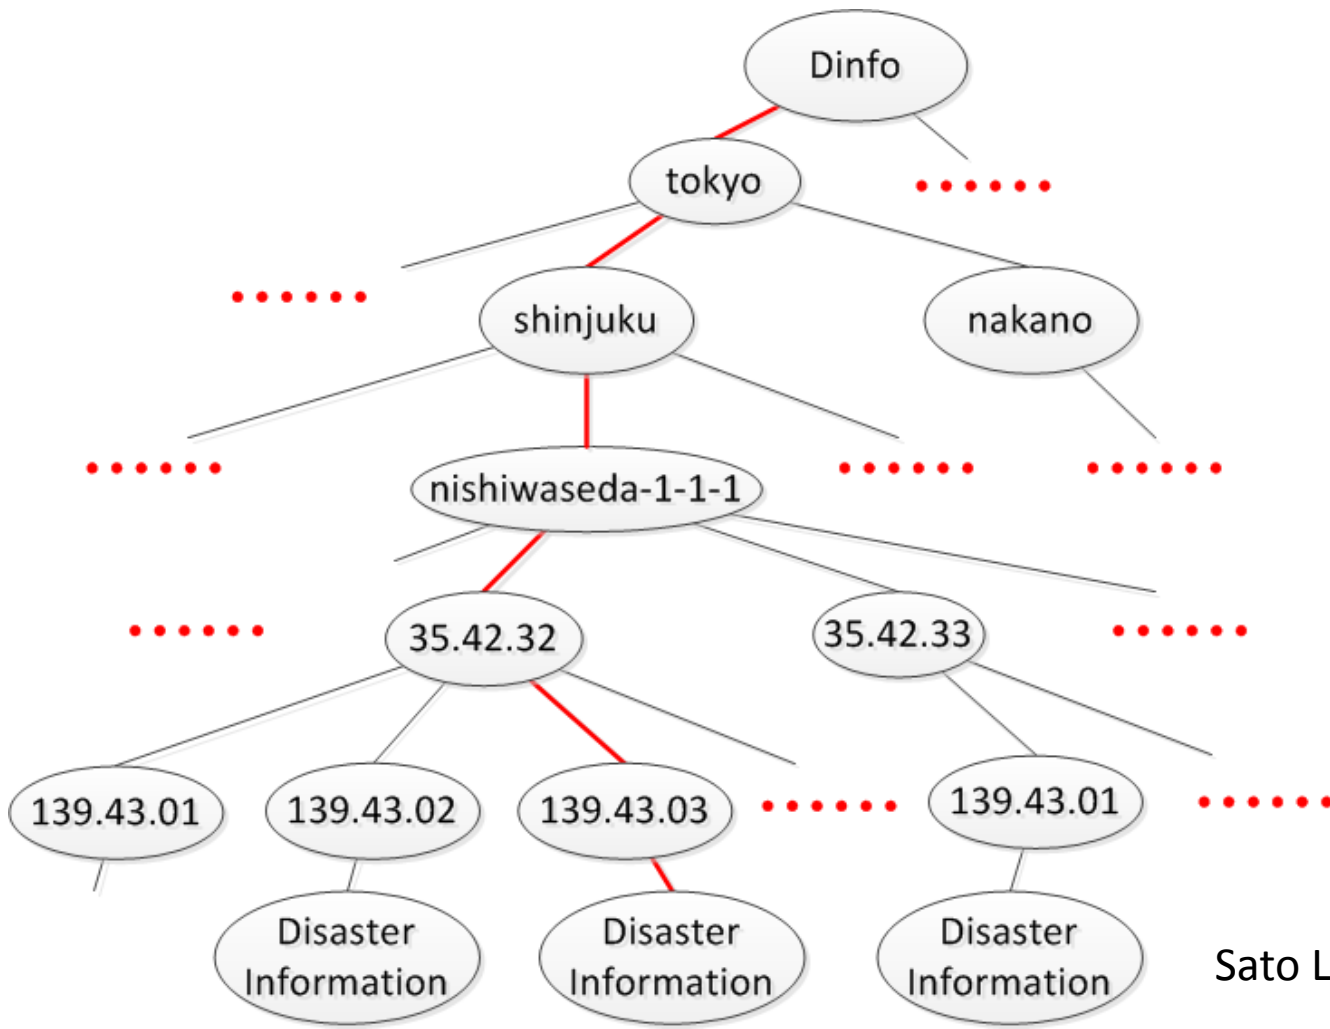 Dinfo
tokyo
shinjuku
nakano
nishiwaseda-1-1-1
35.42.32
35.42.33
139.43.01
139.43.02
139.43.03
139.43.01
Disaster
Information
Disaster
Information
Disaster
Information
Sato L